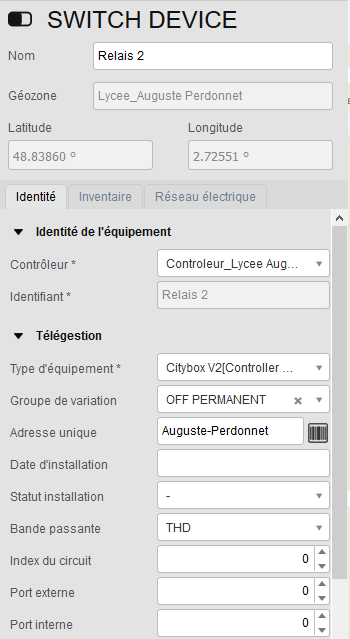 SWITCH DEVICE
Nom Relais 2
Géozone Lycee_Auguste Perdonnet
Latitude Longitude
48.83860 º 2.72551 º
Identité Inventaire Réseau électrique
Identité de l'équipement
Contrôleur * Controleur_Lycee Aug...
Identifiant * Relais 2
Télégestion
Type d'équipement * Citybox V2[Controller ...
Groupe de variation OFF PERMANENT
Adresse unique Auguste-Perdonnet
Date d'installation
Statut installation -
Bande passante THD
Index du circuit 0
Port externe 0
Port interne 0